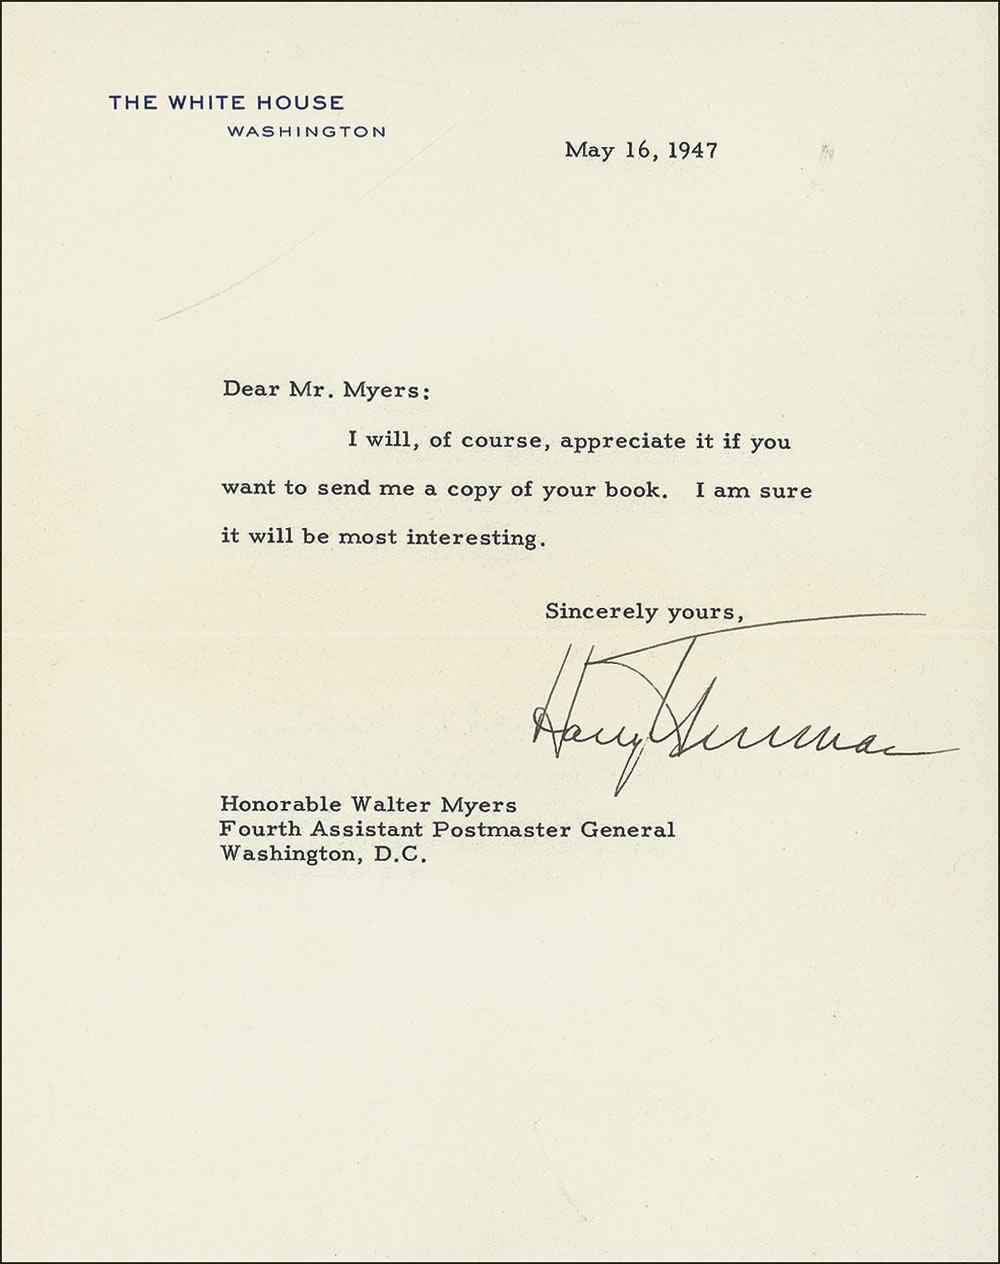 THE WHITE HOUSE
WASHINGTON
May 16, 1947
Dear Mr. Myers:
I will, of course, appreciate it if you
want to send me a copy of your book. I am sure
it will be most interesting.
Sincerely yours,
Harry Truman
Honorable Walter Myers
Fourth Assistant Postmaster General
Washington, D.C.